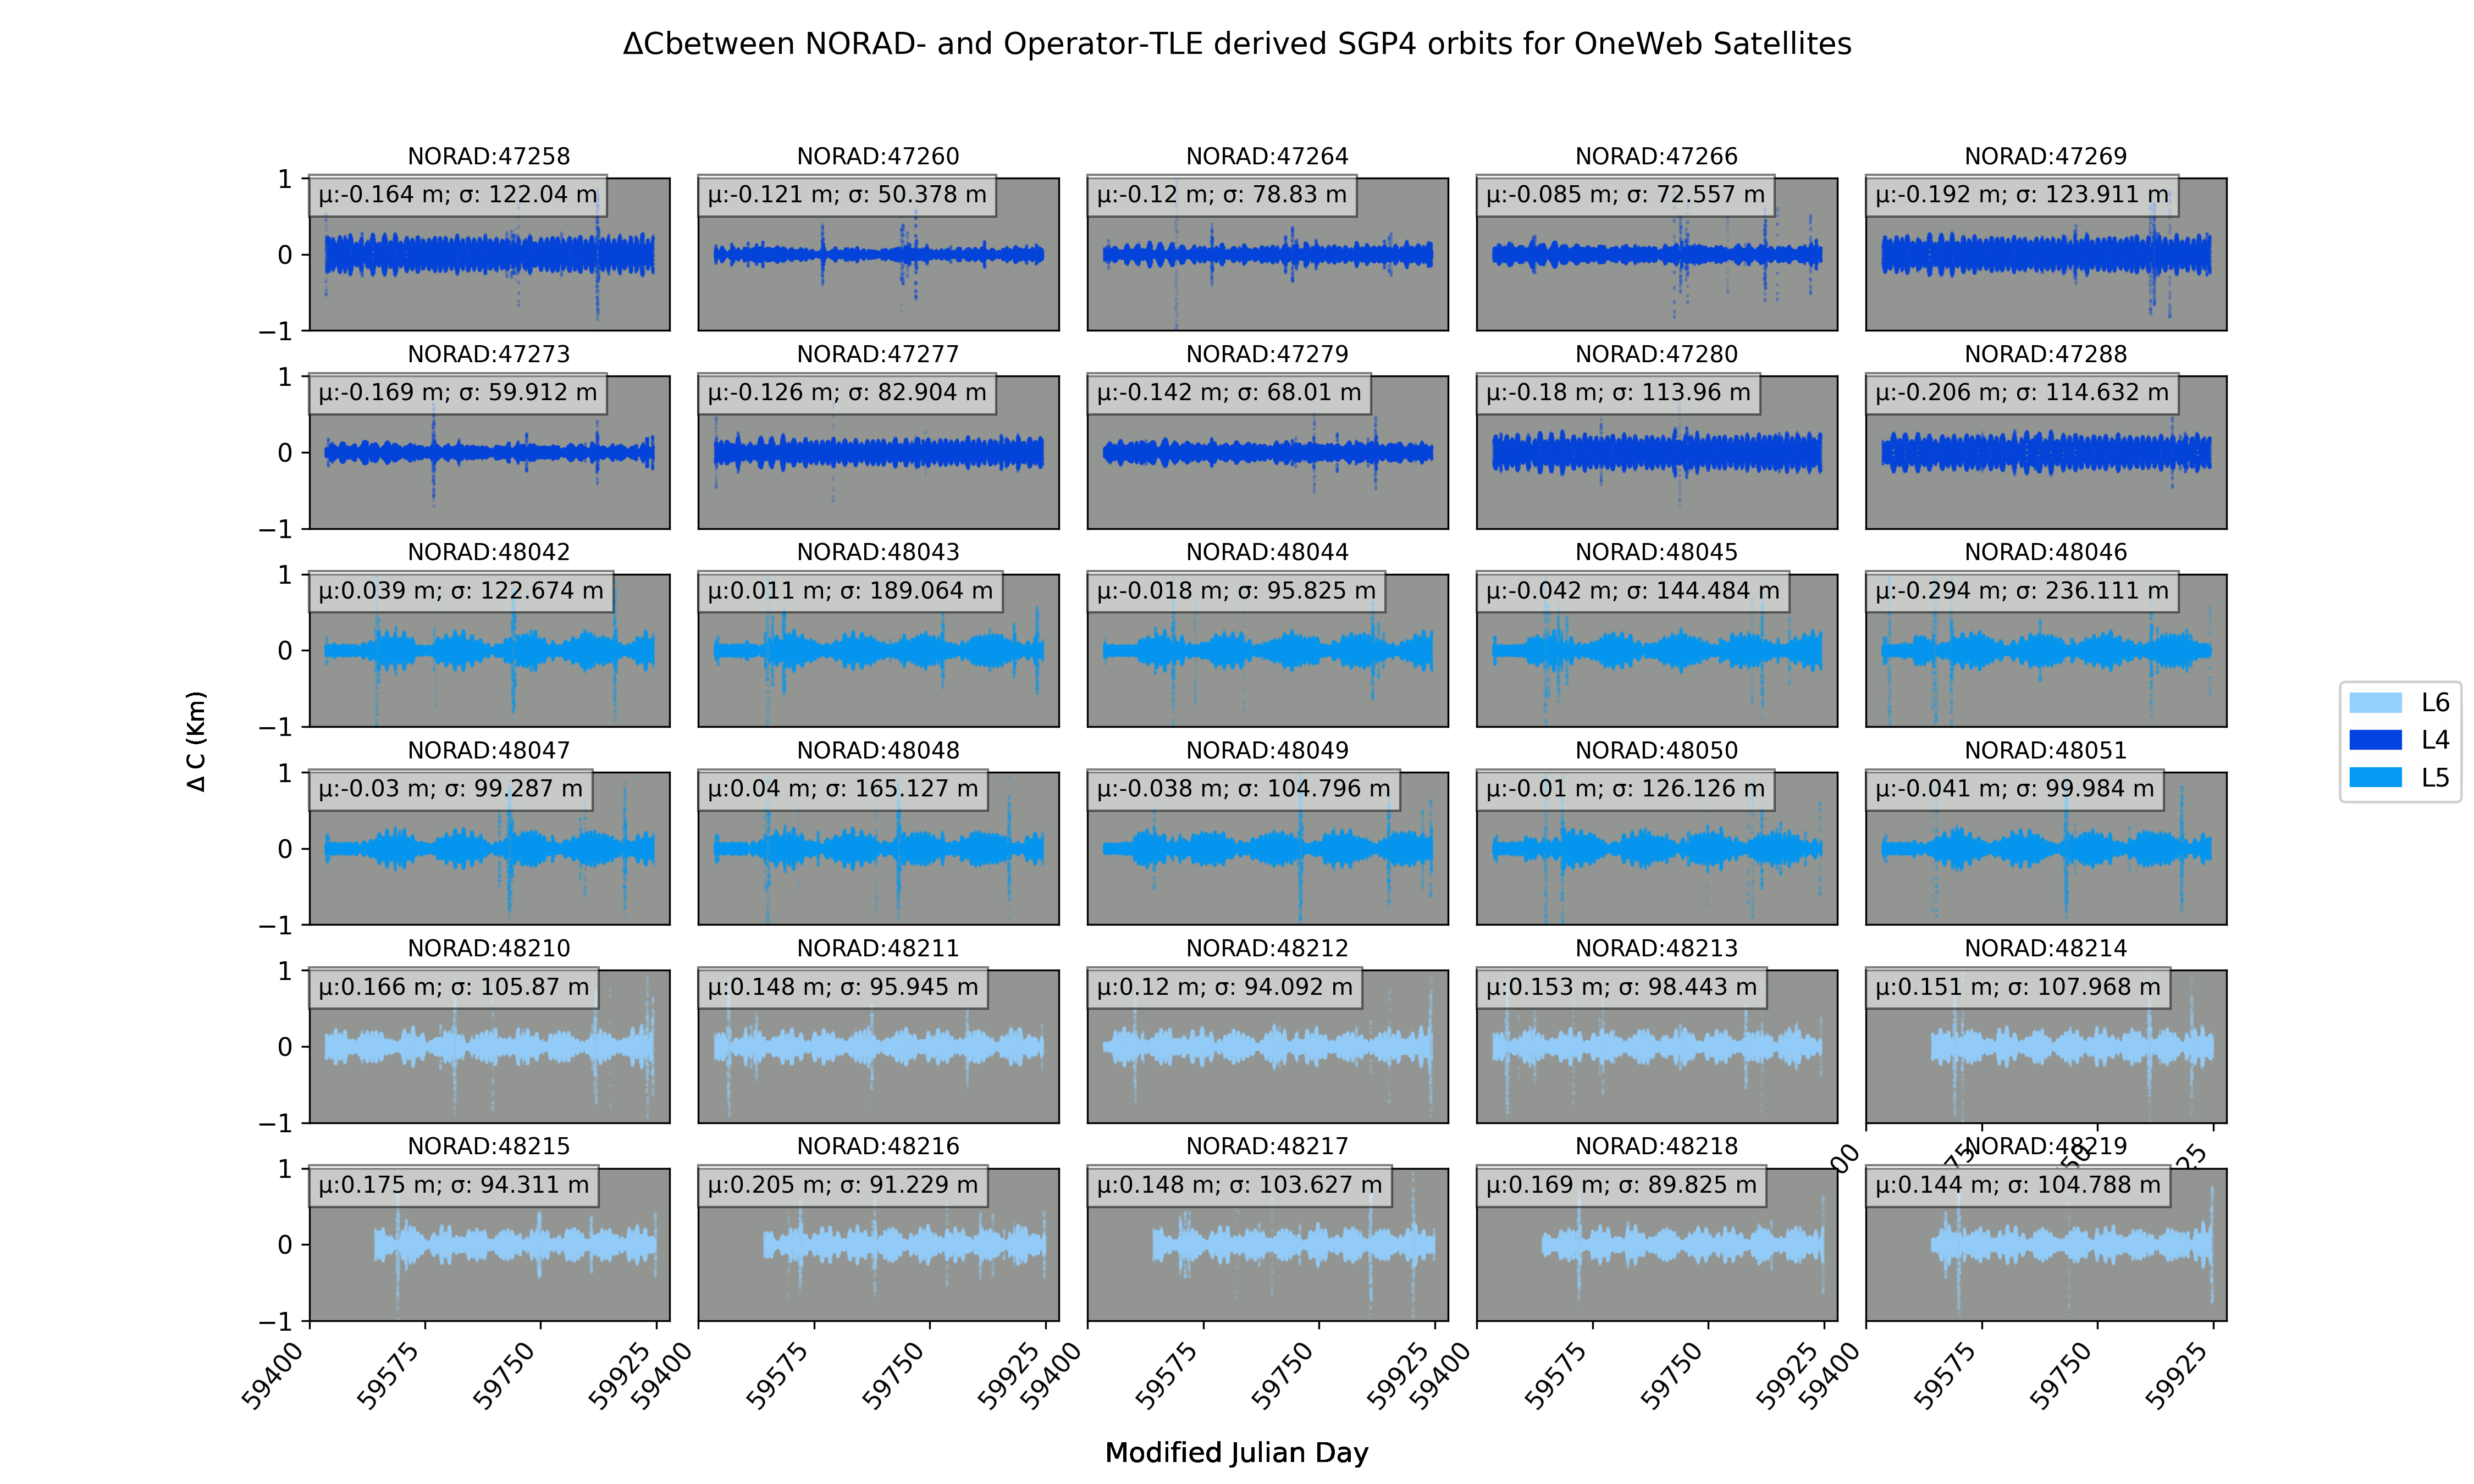 ΔCbetween NORAD- and Operator-TLE derived SGP4 orbits for OneWeb Satellites
NORAD:47258
NORAD:47260
NORAD:47264
NORAD:47266
NORAD:47269
1
0
−1
μ:-0.164 m; σ: 122.04 m
μ:-0.121 m; σ: 50.378 m
μ:-0.12 m; σ: 78.83 m
μ:-0.085 m; σ: 72.557 m
μ:-0.192 m; σ: 123.911 m
NORAD:47273
NORAD:47277
NORAD:47279
NORAD:47280
NORAD:47288
1
0
−1
μ:-0.169 m; σ: 59.912 m
μ:-0.126 m; σ: 82.904 m
μ:-0.142 m; σ: 68.01 m
μ:-0.18 m; σ: 113.96 m
μ:-0.206 m; σ: 114.632 m
NORAD:48042
NORAD:48043
NORAD:48044
NORAD:48045
NORAD:48046
1
0
−1
μ:0.039 m; σ: 122.674 m
μ:0.011 m; σ: 189.064 m
μ:-0.018 m; σ: 95.825 m
μ:-0.042 m; σ: 144.484 m
μ:-0.294 m; σ: 236.111 m
Δ C (Km)
NORAD:48047
NORAD:48048
NORAD:48049
NORAD:48050
NORAD:48051
1
0
−1
μ:-0.03 m; σ: 99.287 m
μ:0.04 m; σ: 165.127 m
μ:-0.038 m; σ: 104.796 m
μ:-0.01 m; σ: 126.126 m
μ:-0.041 m; σ: 99.984 m
L6
L4
L5
NORAD:48210
NORAD:48211
NORAD:48212
NORAD:48213
NORAD:48214
1
0
−1
μ:0.166 m; σ: 105.87 m
μ:0.148 m; σ: 95.945 m
μ:0.12 m; σ: 94.092 m
μ:0.153 m; σ: 98.443 m
μ:0.151 m; σ: 107.968 m
NORAD:48215
NORAD:48216
NORAD:48217
NORAD:48218
NORAD:48219
1
0
−1
μ:0.175 m; σ: 94.311 m
μ:0.205 m; σ: 91.229 m
μ:0.148 m; σ: 103.627 m
μ:0.169 m; σ: 89.825 m
μ:0.144 m; σ: 104.788 m
59400
59575
59750
59925
59400
59575
59750
59925
59400
59575
59750
59925
59400
59575
59750
59925
59400
59575
59750
59925
Modified Julian Day